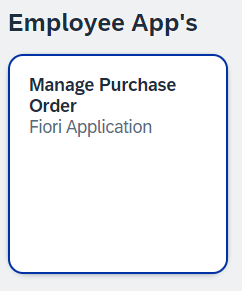 Employee App's
Manage Purchase
Order
Fiori Application